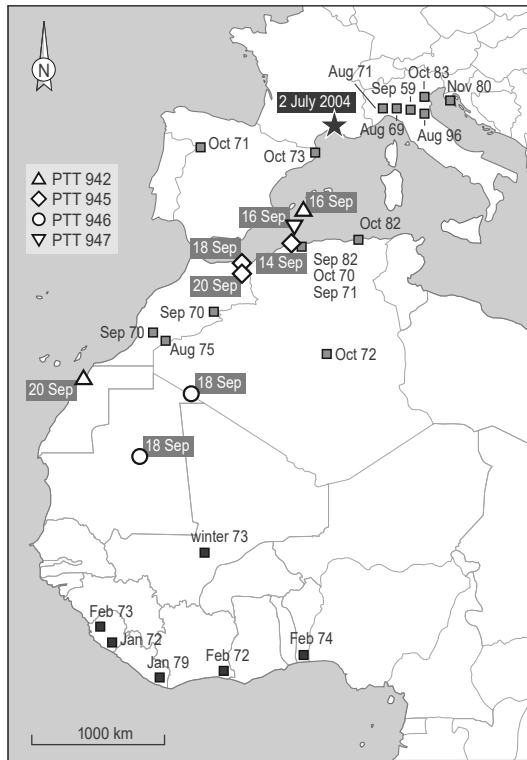 N
Aug 71
Oct 83
Sep 59
Nov 80
2 July 2004
Aug 69
Aug 96
Oct 71
Oct 73
PTT 942
PTT 945
PTT 946
PTT 947
16 Sep
16 Sep
18 Sep
Oct 82
14 Sep
Sep 82
Oct 70
Sep 71
20 Sep
Sep 70
Sep 70
Aug 75
Oct 72
20 Sep
18 Sep
18 Sep
winter 73
Feb 73
Jan 72
Jan 79
Feb 72
Feb 74
1000 km